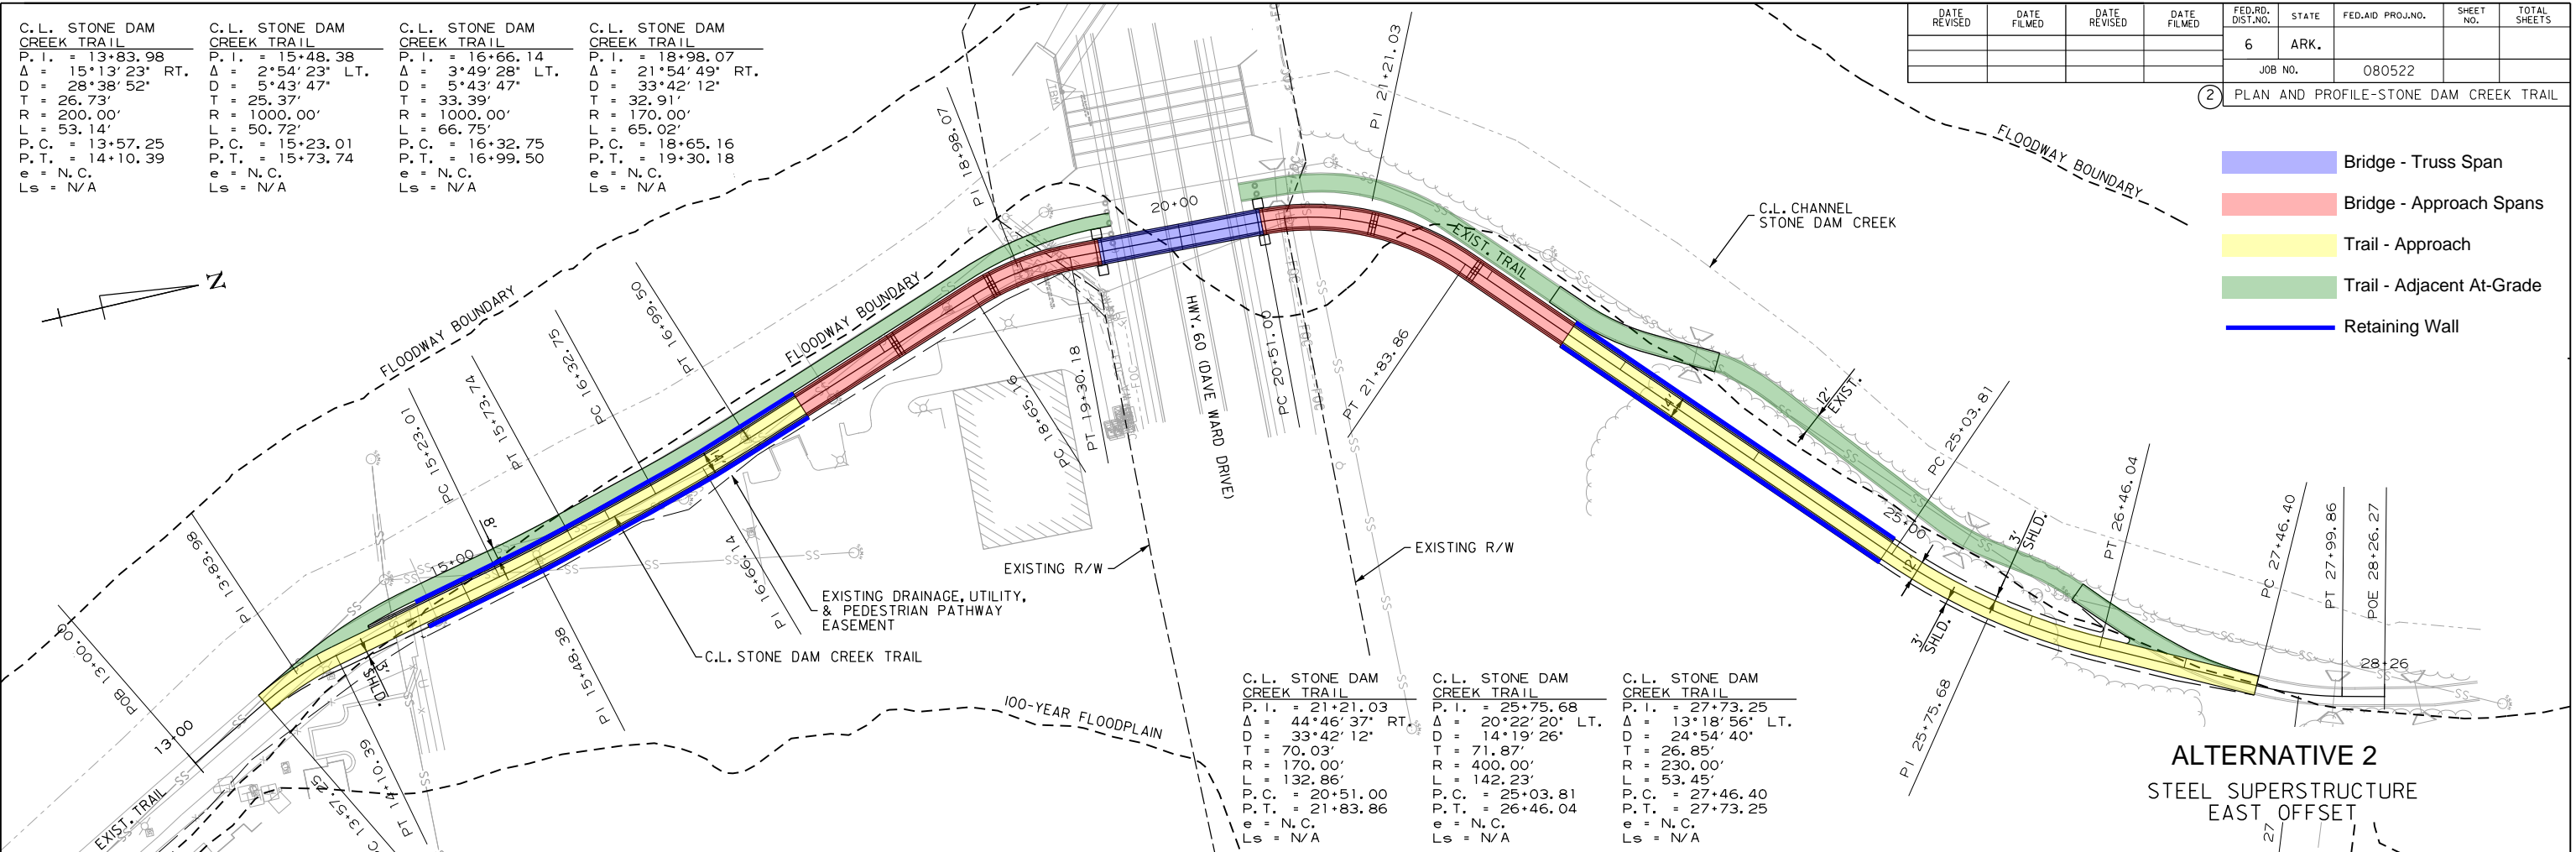 C.L. STONE DAM
CREEK TRAIL
P.I. = 13+83.98
Δ = 15°13'23" RT.
D = 28°38'52"
T = 26.73'
R = 200.00'
L = 53.14'
P.C. = 13+57.25
P.T. = 14+10.39
e = N.C.
Ls = N/A
C.L. STONE DAM
CREEK TRAIL
P.I. = 15+48.38
Δ = 2°54'23" LT.
D = 5°43'47"
T = 25.37'
R = 1000.00'
L = 50.72'
P.C. = 15+23.01
P.T. = 15+73.74
e = N.C.
Ls = N/A
C.L. STONE DAM
CREEK TRAIL
P.I. = 16+66.14
Δ = 3°49'28" LT.
D = 5°43'47"
T = 33.39'
R = 1000.00'
L = 66.75'
P.C. = 16+32.75
P.T. = 16+99.50
e = N.C.
Ls = N/A
C.L. STONE DAM
CREEK TRAIL
P.I. = 18+98.07
Δ = 21°54'49" RT.
D = 33°42'12"
T = 32.91'
R = 170.00'
L = 65.02'
P.C. = 18+65.16
P.T. = 19+30.18
e = N.C.
Ls = N/A
DATE REVISED
DATE FILMED
DATE REVISED
DATE FILMED
FED.RD. DIST.NO.
STATE
FED.AID PROJ.NO.
SHEET NO.
TOTAL SHEETS
6
ARK.
JOB NO.
080522
2
PLAN AND PROFILE-STONE DAM CREEK TRAIL
Bridge - Truss Span
Bridge - Approach Spans
Trail - Approach
Trail - Adjacent At-Grade
Retaining Wall
FLOODWAY BOUNDARY
C.L. CHANNEL
STONE DAM CREEK
N
FLOODWAY BOUNDARY
FLOODWAY BOUNDARY
PI 18+98.07
20+00
PI 21+21.03
EXIST. TRAIL
HWY.60 (DAVE WARD DRIVE)
PC 20+51.00
PT 21+83.86
PC 18+65.16
PT 19+30.18
PT 16+99.50
PC 16+32.75
PT 15+73.74
PC 15+23.01
8'
15+00
14'
PI 13+83.98
POB 13+00.00
13+00
EXIST. TRAIL
PC 13+57.25
PT 14+10.39
3'
SHLD.
PI 15+48.38
PI 16+66.14
EXISTING DRAINAGE, UTILITY,
& PEDESTRIAN PATHWAY
EASEMENT
C.L. STONE DAM CREEK TRAIL
EXISTING R/W
EXISTING R/W
100-YEAR FLOODPLAIN
14'
12'
EXIST.
PC 25+03.81
25+00
12'
3'
SHLD.
3'
SHLD.
PI 25+75.68
PT 26+46.04
PC 27+46.40
PT 27+99.86
POE 28+26.27
28+26
C.L. STONE DAM
CREEK TRAIL
P.I. = 21+21.03
Δ = 44°46'37" RT.
D = 33°42'12"
T = 70.03'
R = 170.00'
L = 132.86'
P.C. = 20+51.00
P.T. = 21+83.86
e = N.C.
Ls = N/A
C.L. STONE DAM
CREEK TRAIL
P.I. = 25+75.68
Δ = 20°22'20" LT.
D = 14°19'26"
T = 71.87'
R = 400.00'
L = 142.23'
P.C. = 25+03.81
P.T. = 26+46.04
e = N.C.
Ls = N/A
C.L. STONE DAM
CREEK TRAIL
P.I. = 27+73.25
Δ = 13°18'56" LT.
D = 24°54'40"
T = 26.85'
R = 230.00'
L = 53.45'
P.C. = 27+46.40
P.T. = 27+73.25
e = N.C.
Ls = N/A
ALTERNATIVE 2
STEEL SUPERSTRUCTURE
EAST OFFSET
27